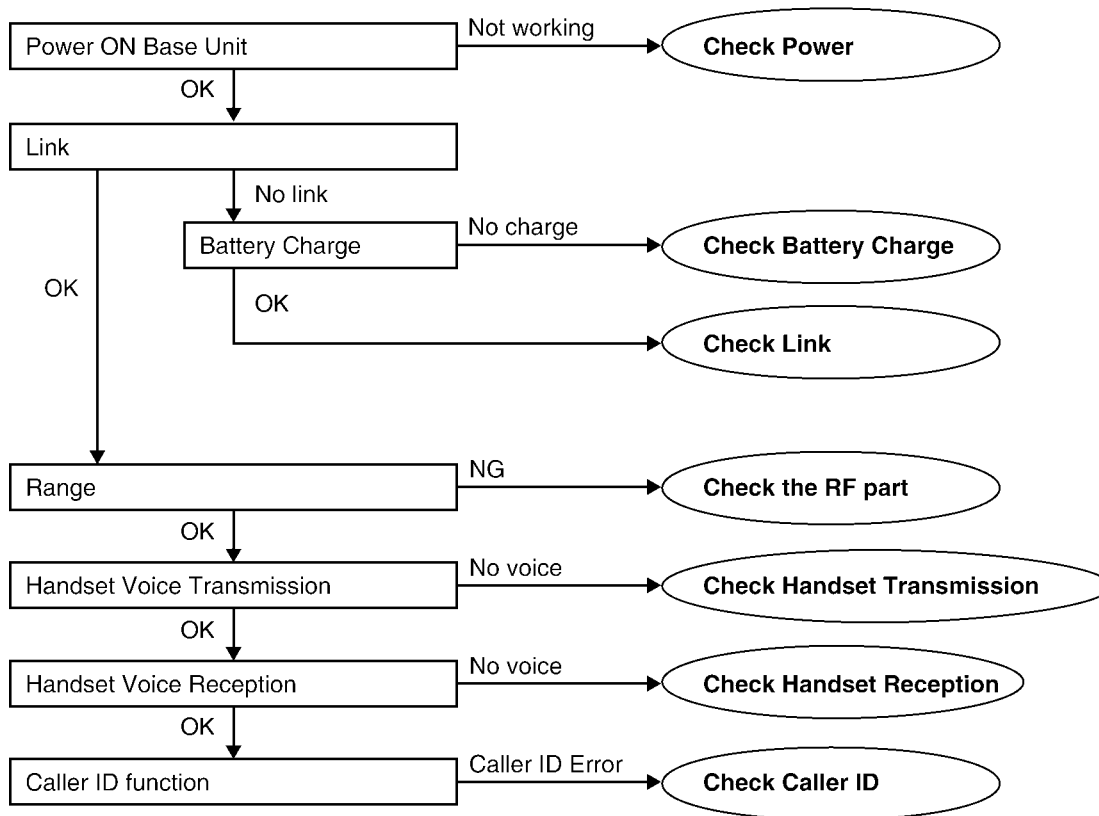 Power ON Base Unit
Not working
Check Power
OK
Link
No link
Battery Charge
No charge
Check Battery Charge
OK
OK
Check Link
Range
NG
Check the RF part
OK
Handset Voice Transmission
No voice
Check Handset Transmission
OK
Handset Voice Reception
No voice
Check Handset Reception
OK
Caller ID function
Caller ID Error
Check Caller ID